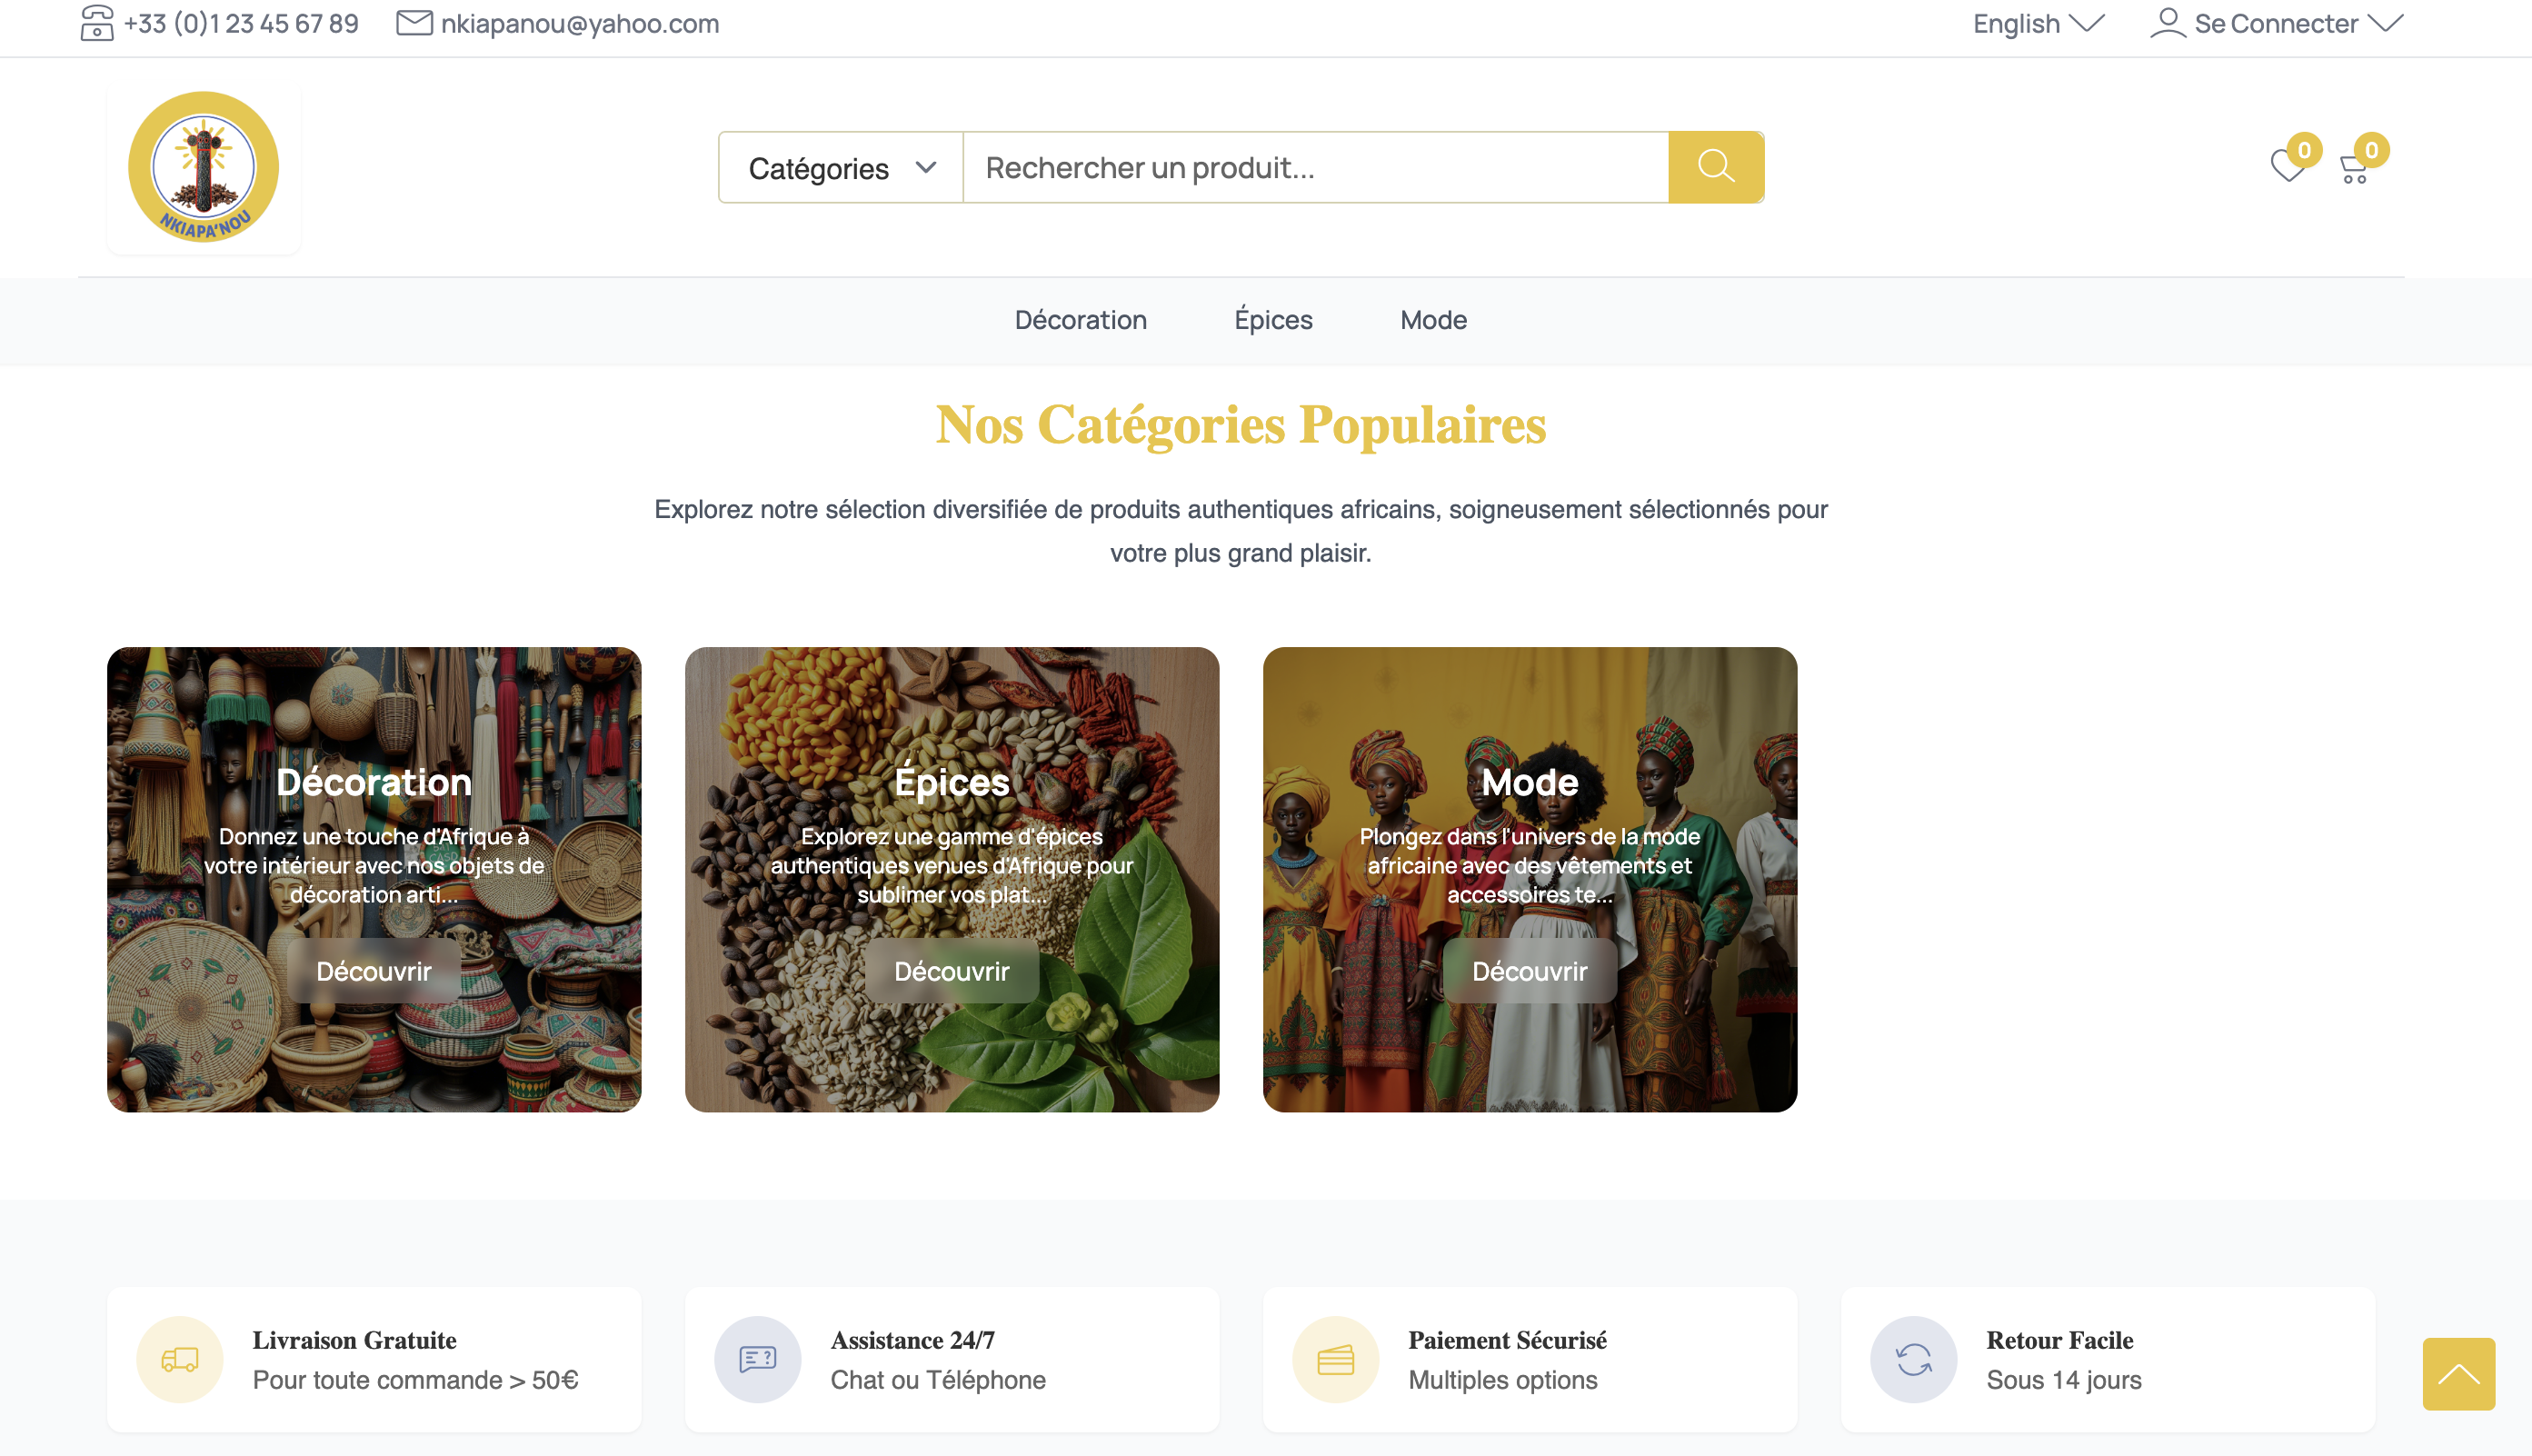 +33 (0)1 23 45 67 89 nkiapanou@yahoo.com English Se Connecter
NKIAPA'NOU
Catégories Rechercher un produit... 0 0
Décoration Épices Mode
Nos Catégories Populaires
Explorez notre sélection diversifiée de produits authentiques africains, soigneusement sélectionnés pour
votre plus grand plaisir.
Décoration
Donnez une touche d'Afrique à
votre intérieur avec nos objets de
décoration arti...
Découvrir
Épices
Explorez une gamme d'épices
authentiques venues d'Afrique pour
sublimer vos plat...
Découvrir
Mode
Plongez dans l'univers de la mode
africaine avec des vêtements et
accessoires te...
Découvrir
Livraison Gratuite
Pour toute commande > 50€
Assistance 24/7
Chat ou Téléphone
Paiement Sécurisé
Multiples options
Retour Facile
Sous 14 jours